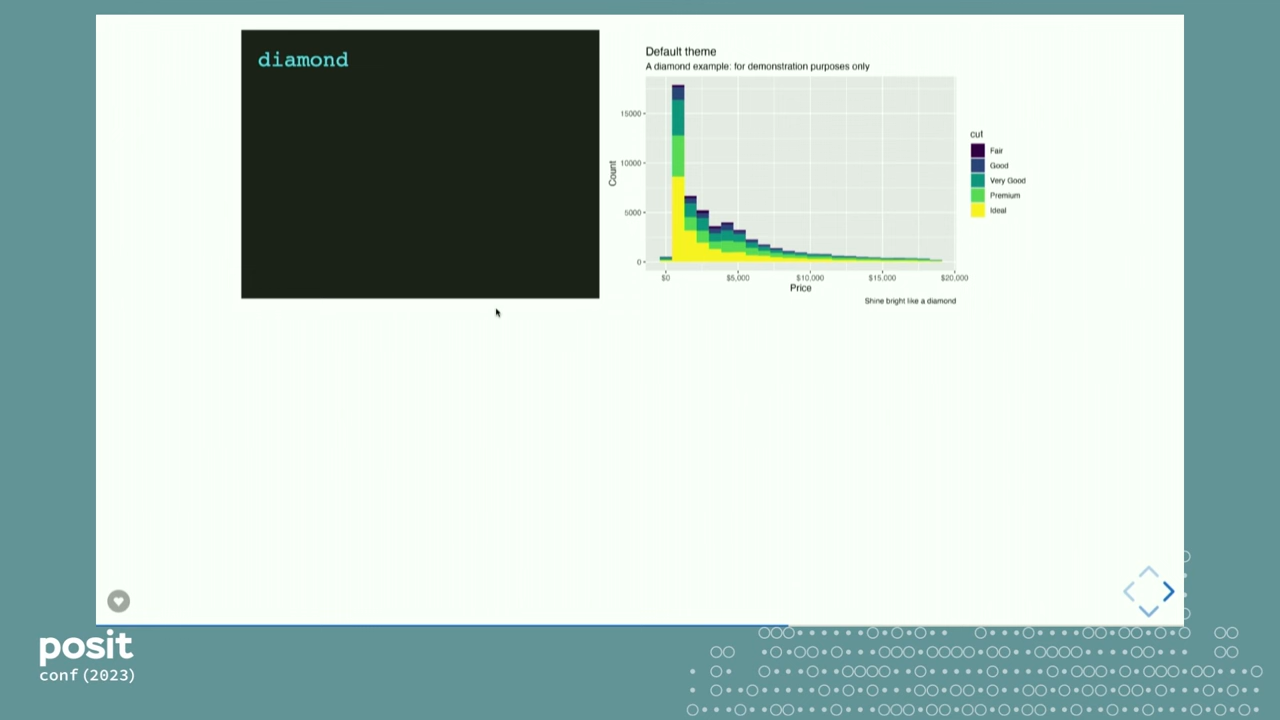 diamond
Default theme
A diamond example: for demonstration purposes only
Count
15000
10000
5000
0
$0 $5,000 $10,000 $15,000 $20,000
Price
Shine bright like a diamond
cut
Fair
Good
Very Good
Premium
Ideal
posit
conf(2023)